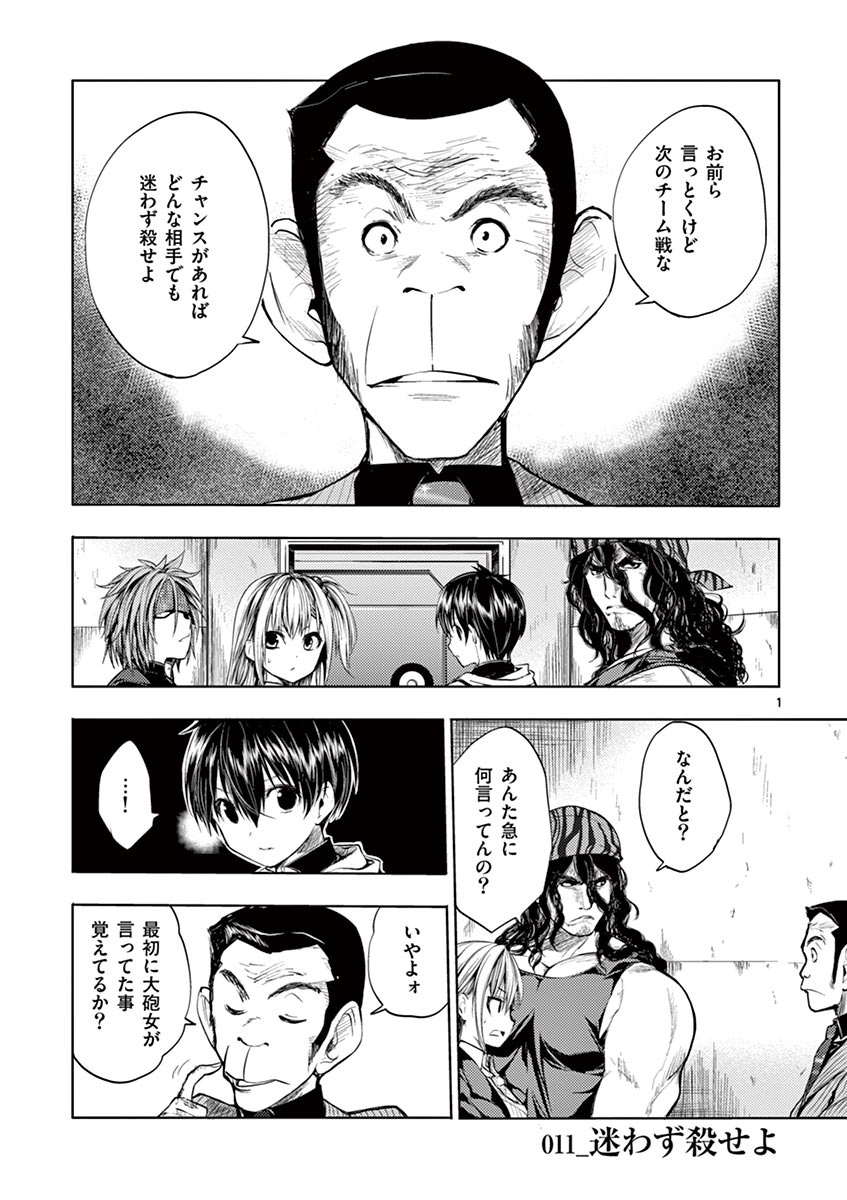 お前ら
言っとくけど
次のチーム戦な
チャンスがあれば
どんな相手でも
迷わず殺せよ
1
なんだと?
あんた急に
何言ってんの?
…!
いやよォ
最初に大砲女が
言ってた事
覚えてるか?
011_迷わず殺せよ